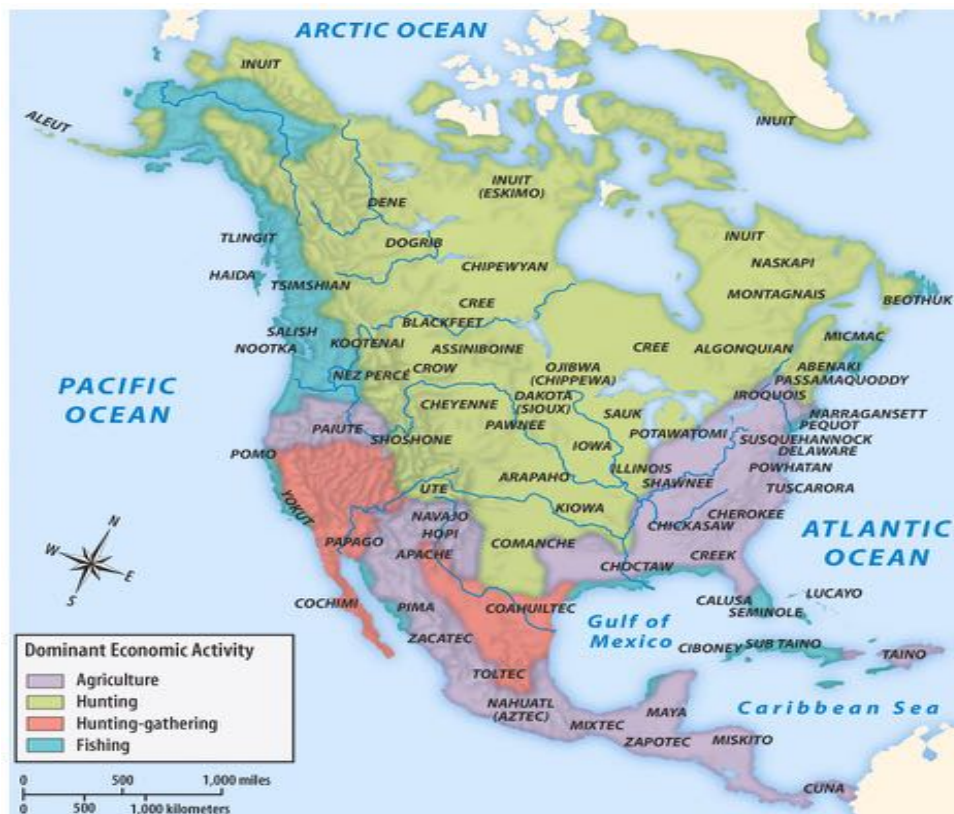 ARCTIC OCEAN
INUIT
ALEUT
INUIT
INUIT
(ESKIMO)
DENE
TLINGIT
DOGRIB
INUIT
NASKAPI
HAIDA
TSIMSHIAN
CHIPEWYAN
MONTAGNAIS
BEOTHUK
CREE
BLACKFEET
SALISH
NOOTKA
KOOTENAI
ASSINIBOINE
CREE
ALGONQUIAN
MICMAC
ABENAKI
PASSAMAQUODDY
NEZ PERCÉ
CROW
OJIBWA
(CHIPPEWA)
PACIFIC
OCEAN
CHEYENNE
DAKOTA
(SIOUX)
IROQUOIS
SAUK
NARRAGANSETT
PEQUOT
PAIUTE
SHOSHONE
PAWNEE
POTAWATOMI
SUSQUEHANNOCK
DELAWARE
IOWA
POMO
ILLINOIS
SHAWNEE
POWHATAN
ARAPAHO
TUSCARORA
UTE
YOKUT
KIOWA
CHEROKEE
NAVAJO
HOPI
CHICKASAW
PAPAGO
APACHE
COMANCHE
CREEK
ATLANTIC
OCEAN
CHOCTAW
N
W
E
S
COCHIMI
PIMA
COAHUILTEC
CALUSA
SEMINOLE
LUCAYO
Gulf of
Mexico
ZACATEC
CIBONEY
SUB TAINO
TAINO
TOLTEC
NAHUATL
(AZTEC)
MIXTEC
MAYA
Caribbean Sea
ZAPOTEC
MISKITO
CUNA
Dominant Economic Activity
Agriculture
Hunting
Hunting-gathering
Fishing
0 500 1,000 miles
0 500 1,000 kilometers